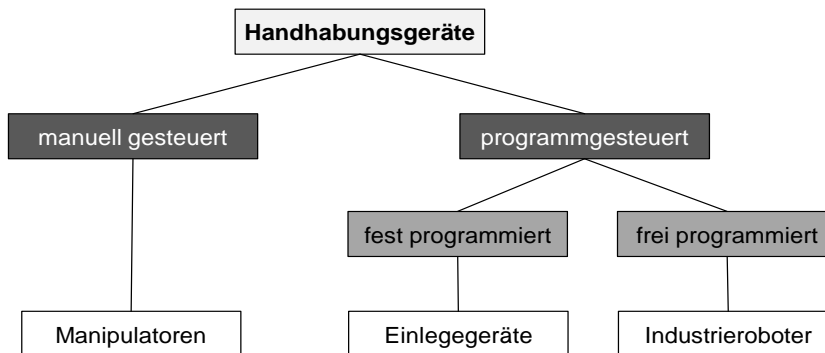 Handhabungsgeräte
manuell gesteuert
programmgesteuert
fest programmiert
frei programmiert
Manipulatoren
Einlegegeräte
Industrieroboter